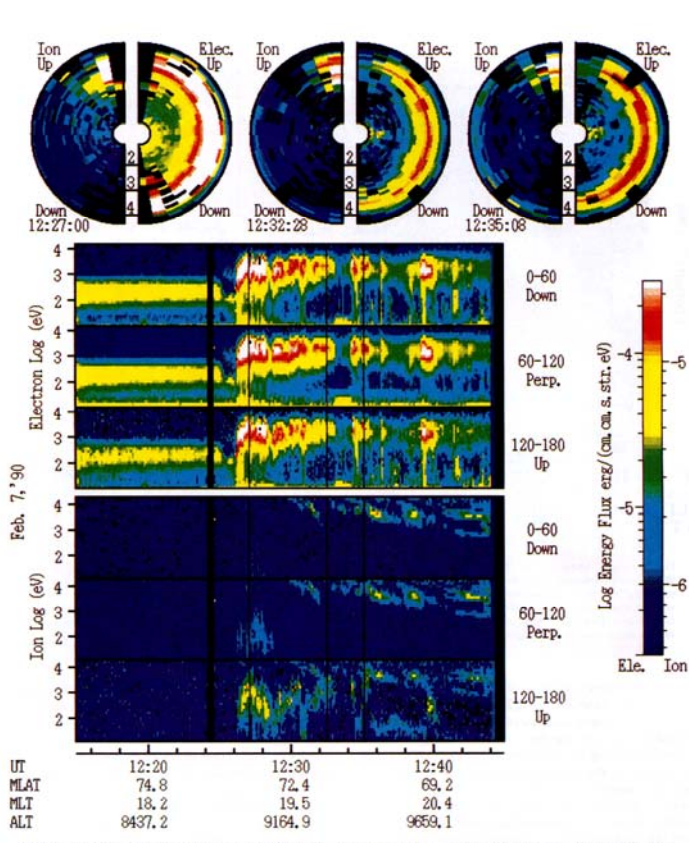 Ion Up
Elec. Up
2
3
4
Down
Down
12:27:00
Ion Up
Elec. Up
2
3
4
Down
Down
12:32:28
Ion Up
Elec. Up
2
3
4
Down
Down
12:35:08
Feb. 7,'90
Electron Log (eV)
4
3
2
0-60
Down
4
3
2
60-120
Perp.
4
3
2
120-180
Up
Ion Log (eV)
4
3
2
0-60
Down
4
3
2
60-120
Perp.
4
3
2
120-180
Up
Log Energy Flux erg/(cm.cm.s.str.eV)
-4
-5
-5
-6
Ele. Ion
UT 12:20 12:30 12:40
MLAT 74.8 72.4 69.2
MLT 18.2 19.5 20.4
ALT 8437.2 9164.9 9659.1